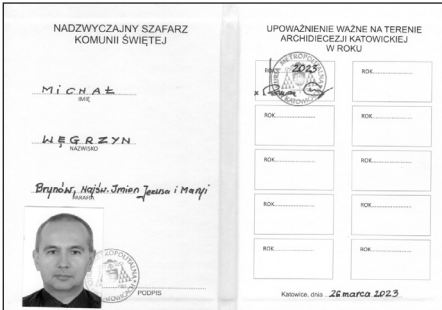 NADZWYCZAJNY SZAFARZ
KOMUNII ŚWIĘTEJ
MICHAŁ
IMIĘ
WĘGRZYN
NAZWISKO
Brynów, Najśw. Imion Jezusa i Maryi
PARAFIA
PODPIS
UPOWAŻNIENIE WAŻNE NA TERENIE
ARCHIDIECEZJI KATOWICKIEJ
W ROKU
ROK 2023
ROK
ROK
ROK
ROK
ROK
ROK
ROK
ROK
ROK
Katowice, dnia 26 marca 2023